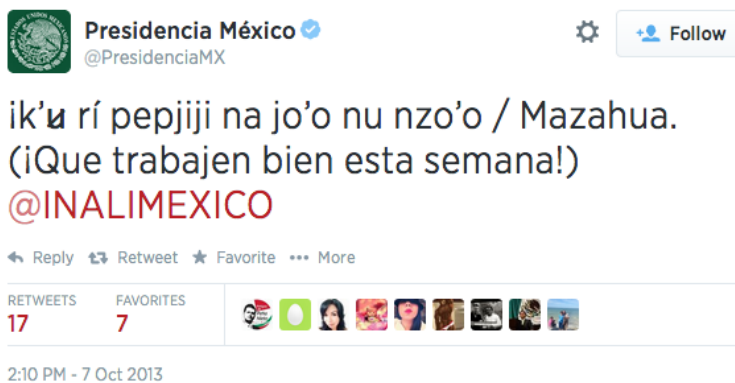 Presidencia México
@PresidenciaMX
Follow
¡k’ʉ rí pepjiji na jo’o nu nzo’o / Mazahua.
(¡Que trabajen bien esta semana!)
@INALIMEXICO
Reply Retweet Favorite More
RETWEETS FAVORITES
17 7
2:10 PM - 7 Oct 2013